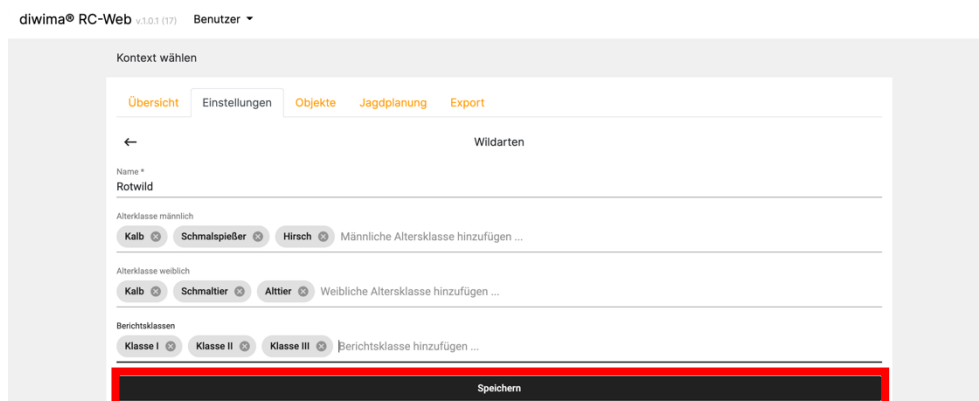 diwima® RC-Web v.1.0.1 (17) Benutzer
Kontext wählen
Übersicht Einstellungen Objekte Jagdplanung Export
Wildarten
Name *
Rotwild
Alterklasse männlich
Kalb Schmalspießer Hirsch Männliche Altersklasse hinzufügen ...
Alterklasse weiblich
Kalb Schmaltier Alttier Weibliche Altersklasse hinzufügen ...
Berichtsklassen
Klasse I Klasse II Klasse III Berichtsklasse hinzufügen ...
Speichern